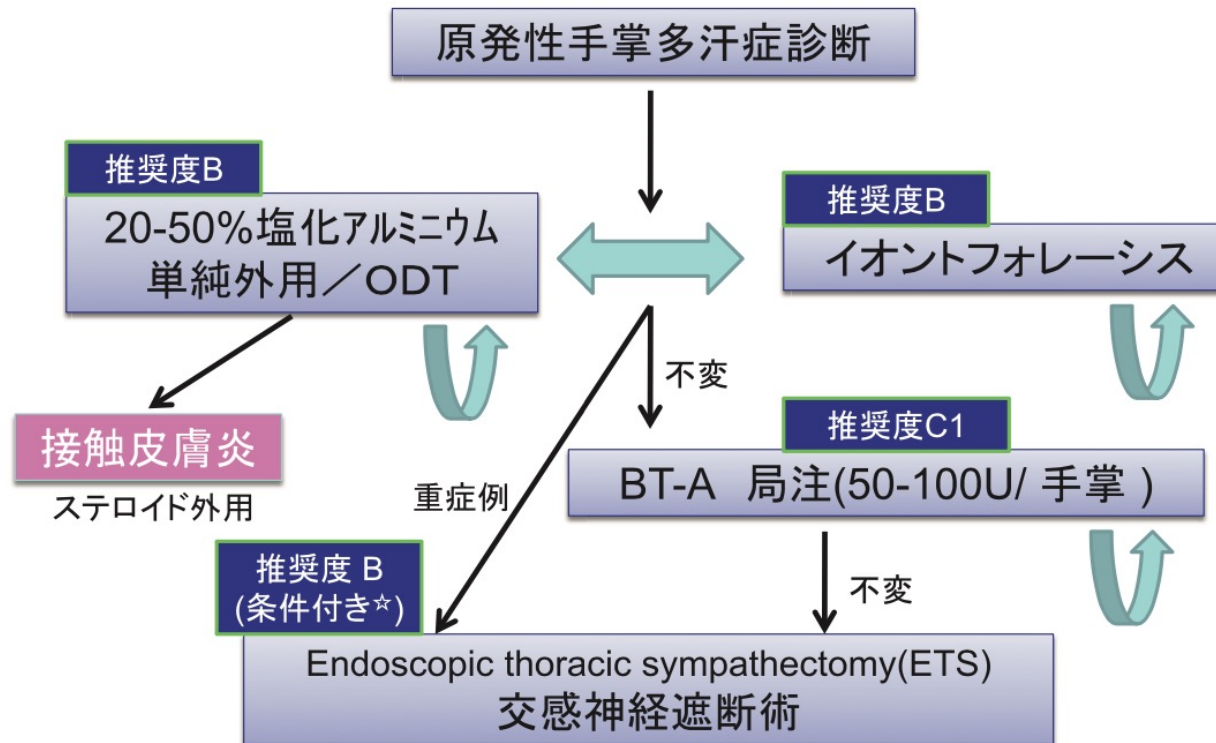 原発性手掌多汗症診断
推奨度B
20-50%塩化アルミニウム
単純外用／ODT
推奨度B
イオントフォレーシス
不変
接触皮膚炎
ステロイド外用
重症例
推奨度C1
BT-A 局注(50-100U/ 手掌 )
不変
推奨度 B
(条件付き☆)
Endoscopic thoracic sympathectomy(ETS)
交感神経遮断術